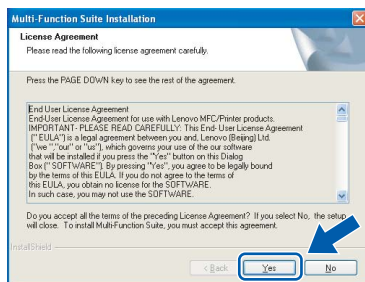 Multi-Function Suite Installation
License Agreement
Please read the following license agreement carefully.
Press the PAGE DOWN key to see the rest of the agreement.
End User License Agreement
End-User License Agreement for use with Lenovo MFC/Printer products.
IMPORTANT- PLEASE READ CAREFULLY: This End- User License Agreement
("EULA") is a legal agreement between you and, Lenovo (Beijing) Ltd.
("we ","our" or "us"), which governs your use of the our software
that will be installed if you press the "Yes" button on this Dialog
Box ("SOFTWARE"). By pressing "Yes", you agree to be legally bound
by the terms of this EULA. If you do not agree to the terms of
this EULA, you obtain no license for the SOFTWARE.
In such case, you may not use the SOFTWARE.
Do you accept all the terms of the preceding License Agreement? If you select No, the setup
will close. To install Multi-Function Suite, you must accept this agreement.
InstallShield
< Back Yes No